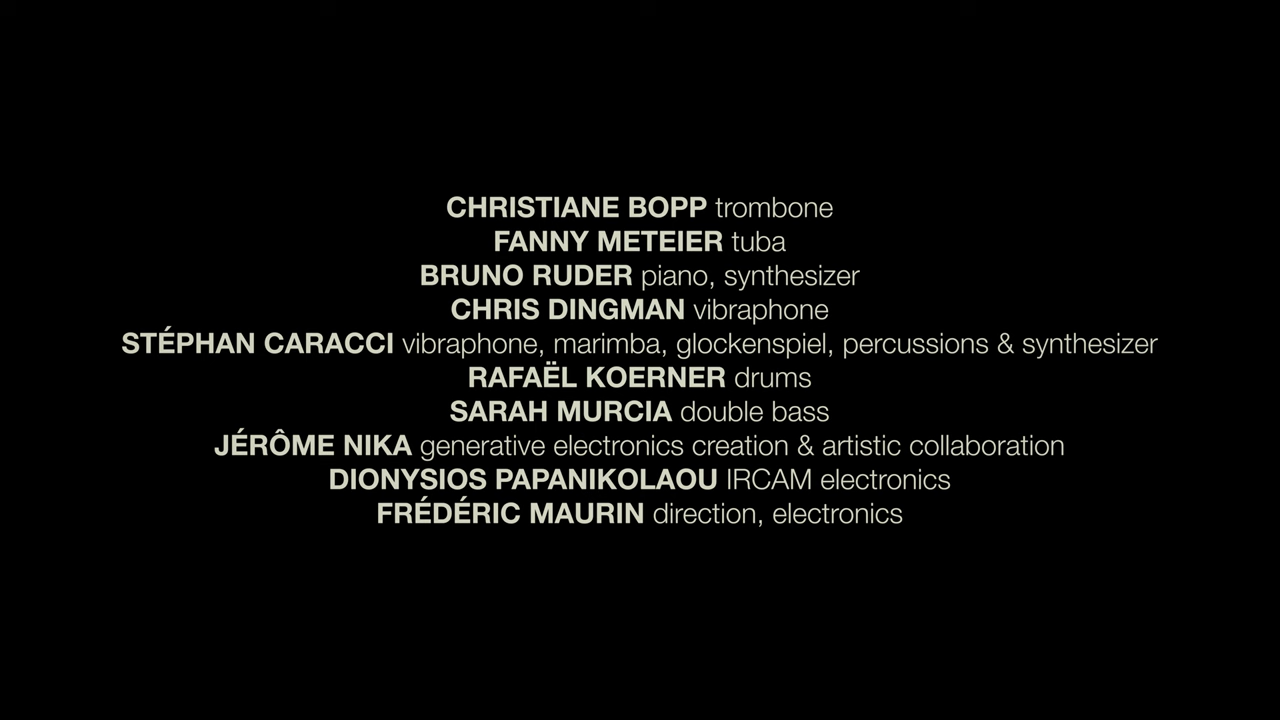 CHRISTIANE BOPP trombone
FANNY METEIER tuba
BRUNO RUDER piano, synthesizer
CHRIS DINGMAN vibraphone
STÉPHAN CARACCI vibraphone, marimba, glockenspiel, percussions & synthesizer
RAFAËL KOERNER drums
SARAH MURCIA double bass
JÉRÔME NIKA generative electronics creation & artistic collaboration
DIONYSIOS PAPANIKOLAOU IRCAM electronics
FRÉDÉRIC MAURIN direction, electronics